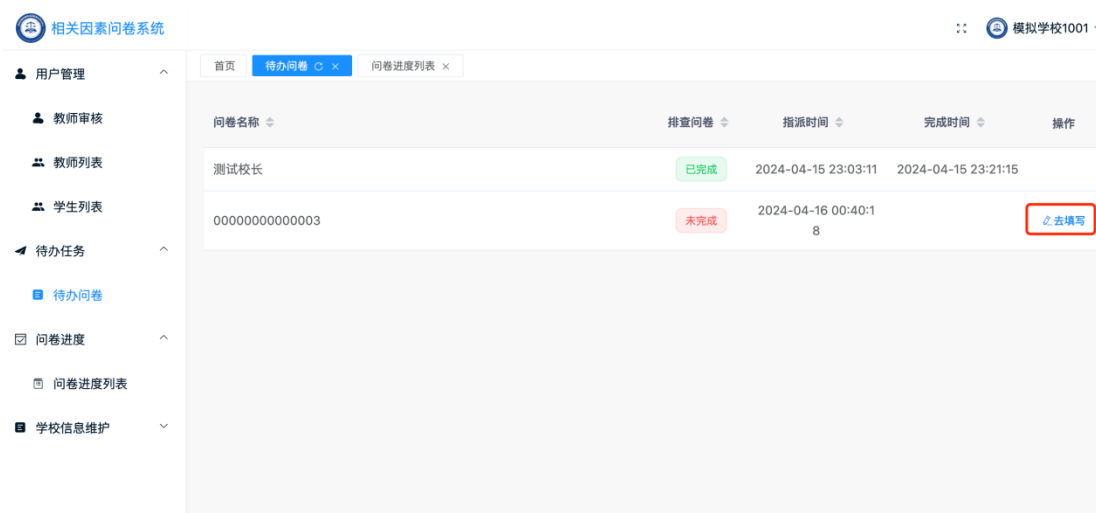 相关因素问卷系统
模拟学校1001
用户管理
教师审核
教师列表
学生列表
待办任务
待办问卷
问卷进度
问卷进度列表
学校信息维护
首页 待办问卷 问卷进度列表
问卷名称 排查问卷 指派时间 完成时间 操作
测试校长 已完成 2024-04-15 23:03:11 2024-04-15 23:21:15
00000000000003 未完成 2024-04-16 00:40:1
8
去填写